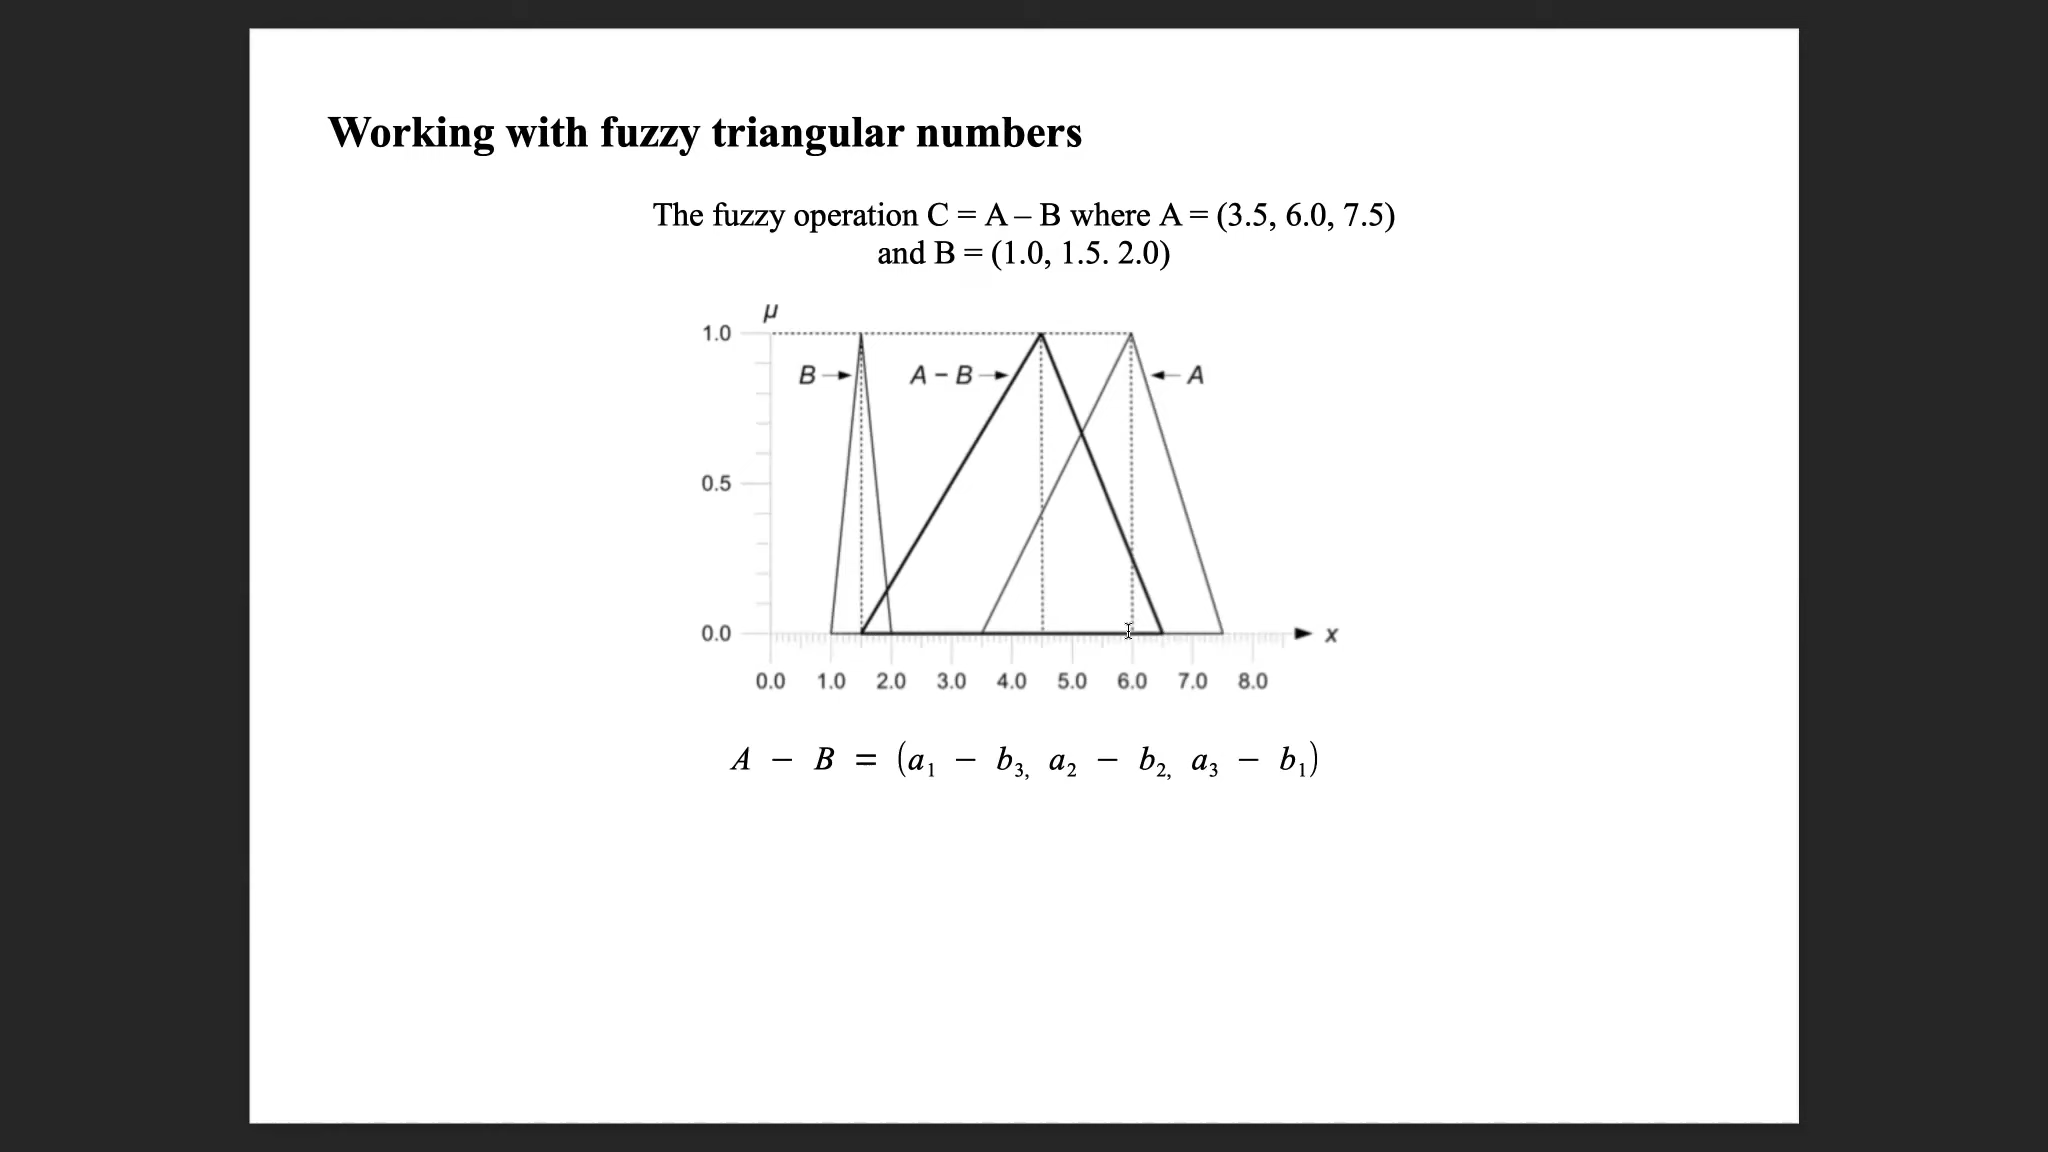 Working with fuzzy triangular numbers
The fuzzy operation C = A – B where A = (3.5, 6.0, 7.5)
and B = (1.0, 1.5. 2.0)
μ
1.0
B A – B A
0.5
0.0 x
0.0 1.0 2.0 3.0 4.0 5.0 6.0 7.0 8.0
A − B = (a₁ − b₃, a₂ − b₂, a₃ − b₁)